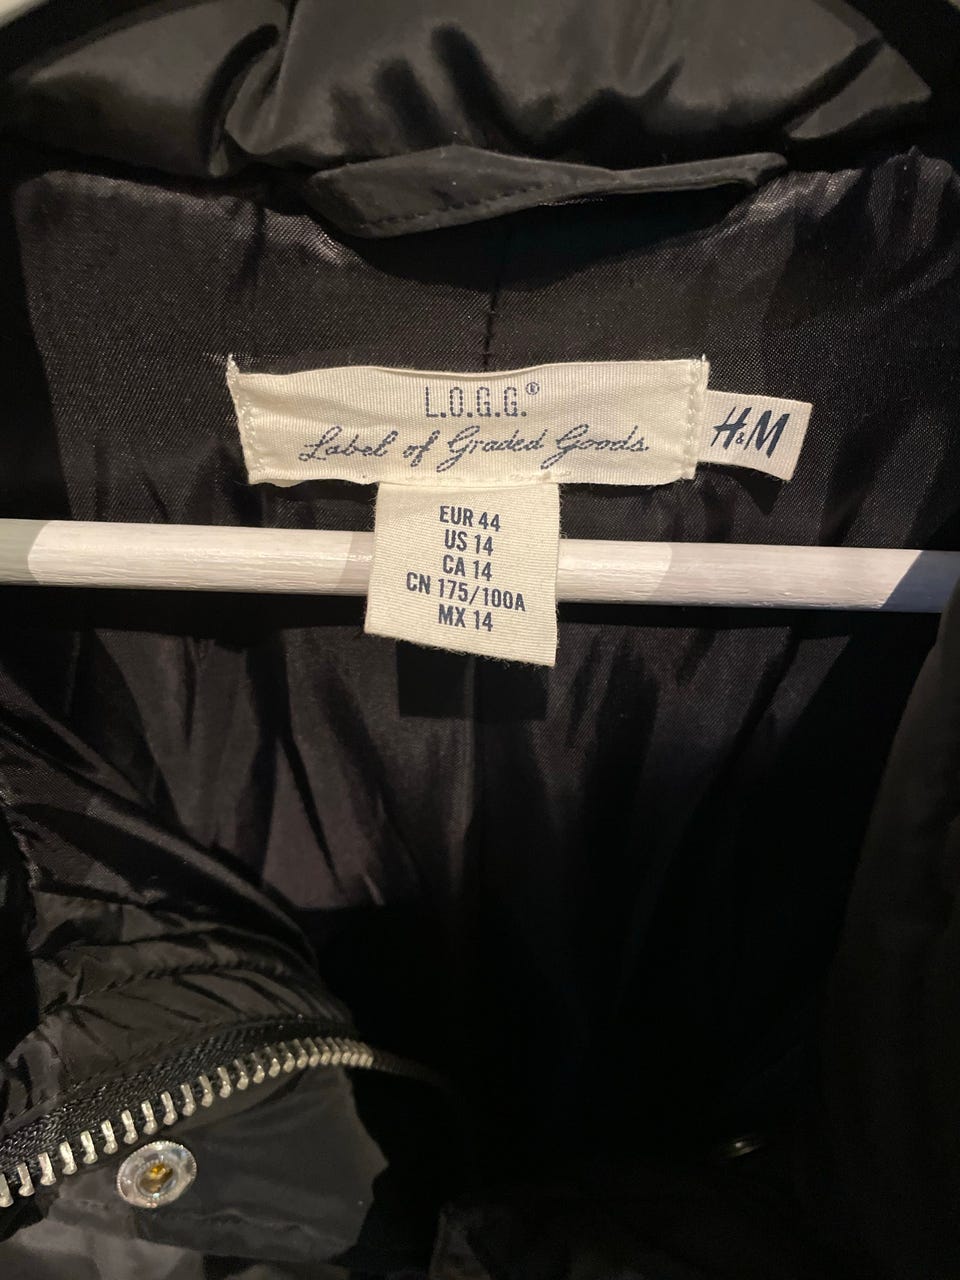 L.O.G.G.®
Label of Graded Goods
H&M
EUR 44
US 14
CA 14
CN 175/100A
MX 14